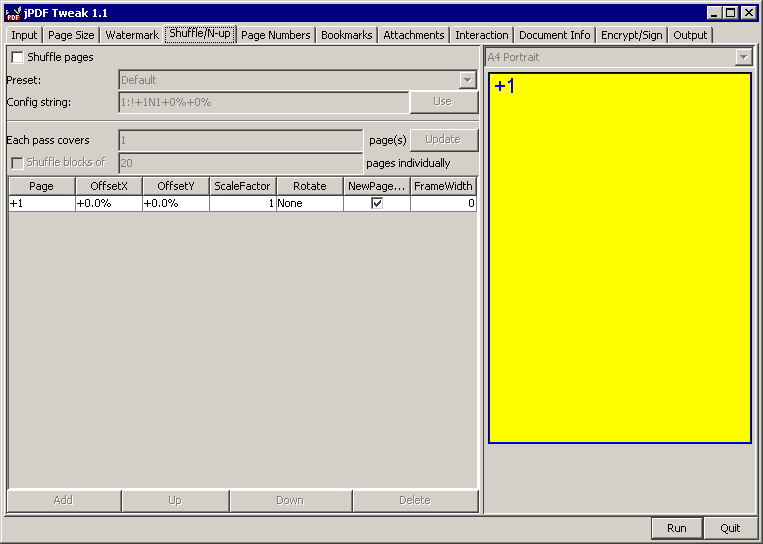 jPDF Tweak 1.1
Input Page Size Watermark Shuffle/N-up Page Numbers Bookmarks Attachments Interaction Document Info Encrypt/Sign Output
Shuffle pages
Preset: Default
Config string: 1:!+1N1+0%+0% Use
Each pass covers 1 page(s) Update
Shuffle blocks of 20 pages individually
Page OffsetX OffsetY ScaleFactor Rotate NewPage... FrameWidth
+1 +0.0% +0.0% 1 None 0
Add Up Down Delete
A4 Portrait
+1
Run Quit